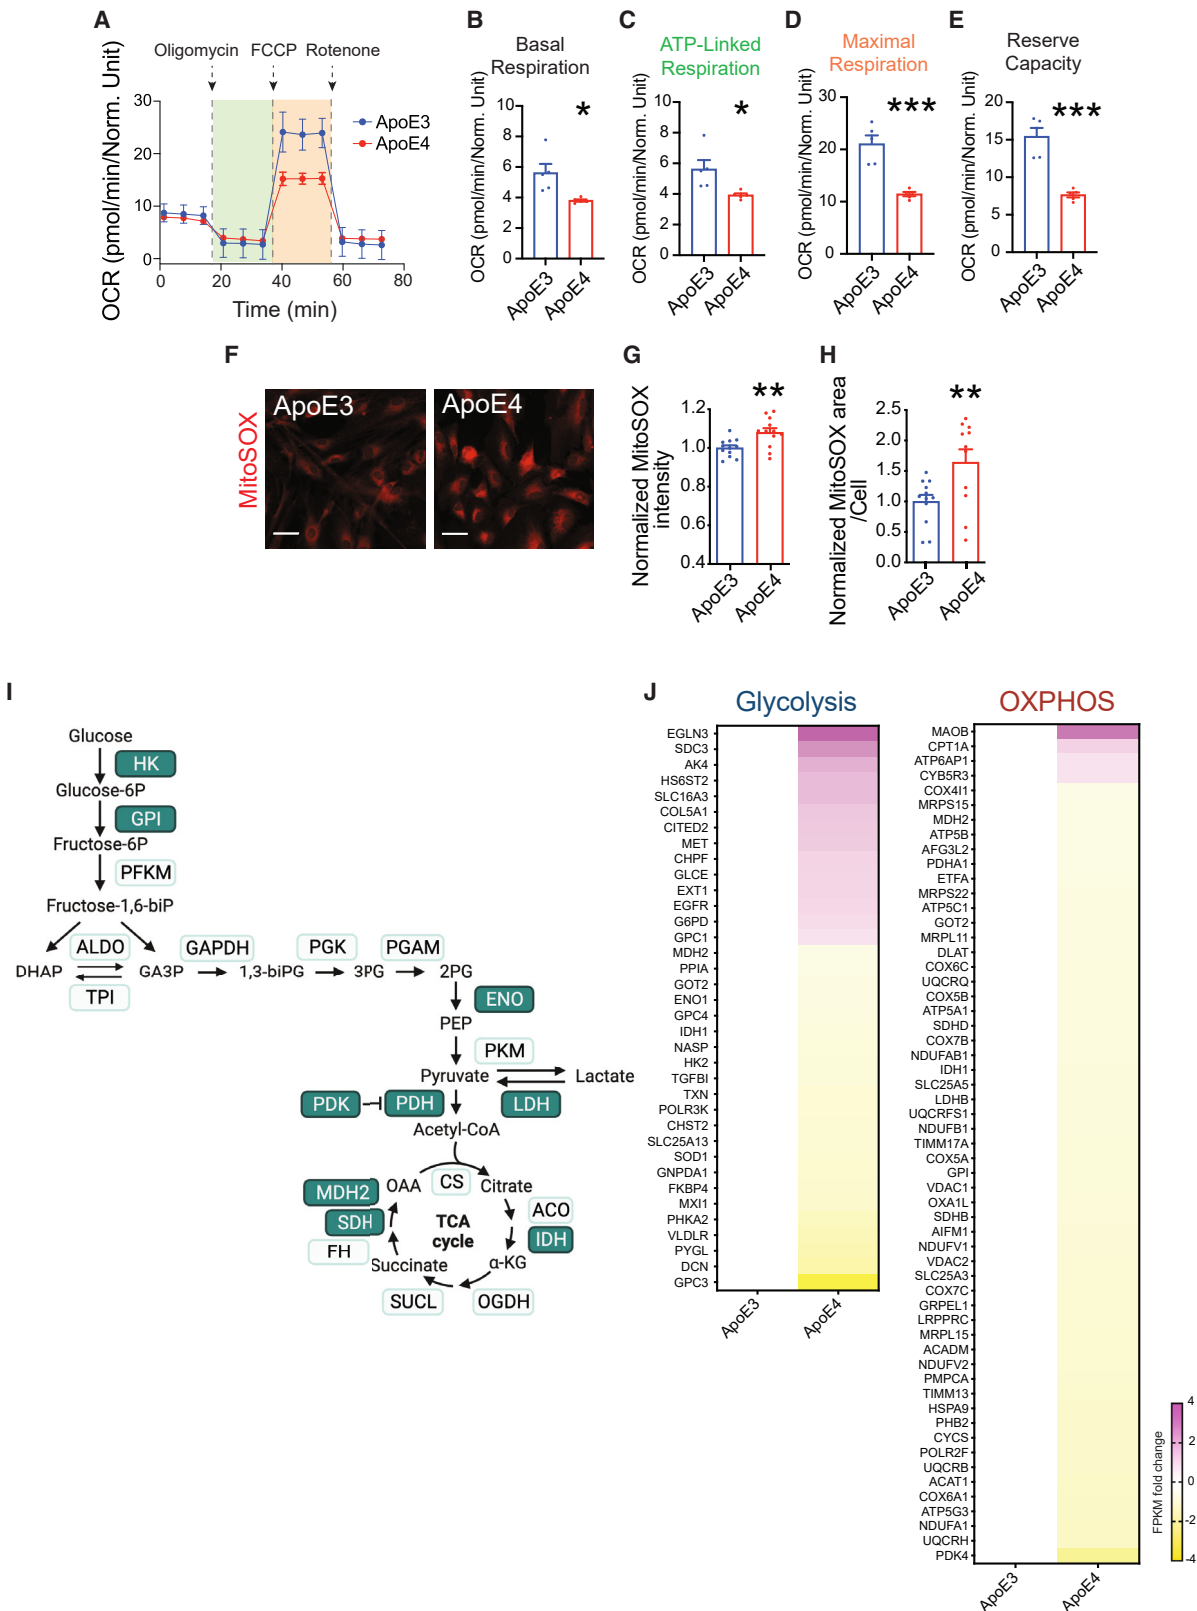 A
Oligomycin FCCP Rotenone
OCR (pmol/min/Norm. Unit)
30
20
10
0
0 20 40 60 80
Time (min)
ApoE3
ApoE4
B
Basal
Respiration
OCR (pmol/min/Norm. Unit)
10
8
6
4
2
0
*
ApoE3
ApoE4
C
ATP-Linked
Respiration
OCR (pmol/min/Norm. Unit)
10
8
6
4
2
0
*
ApoE3
ApoE4
D
Maximal
Respiration
OCR (pmol/min/Norm. Unit)
30
20
10
0
***
ApoE3
ApoE4
E
Reserve
Capacity
OCR (pmol/min/Norm. Unit)
20
15
10
5
0
***
ApoE3
ApoE4
F
MitoSOX
ApoE3
ApoE4
G
Normalized MitoSOX
intensity
1.2
1.0
0.8
0.6
0.4
**
ApoE3
ApoE4
H
Normalized MitoSOX area
/Cell
2.5
2.0
1.5
1.0
0.5
0.0
**
ApoE3
ApoE4
I
Glucose
HK
Glucose-6P
GPI
Fructose-6P
PFKM
Fructose-1,6-biP
ALDO
GAPDH
PGK
PGAM
DHAP
GA3P
1,3-biPG
3PG
2PG
TPI
ENO
PEP
PKM
Pyruvate
Lactate
PDK
PDH
LDH
Acetyl-CoA
MDH2
OAA
CS
Citrate
SDH
TCA
cycle
ACO
IDH
FH
Succinate
α-KG
SUCL
OGDH
J
Glycolysis
EGLN3
SDC3
AK4
HS6ST2
SLC16A3
COL5A1
CITED2
MET
CHPF
GLCE
EXT1
EGFR
G6PD
GPC1
MDH2
PPIA
GOT2
ENO1
GPC4
IDH1
NASP
HK2
TGFBI
TXN
POLR3K
CHST2
SLC25A13
SOD1
GNPDA1
FKBP4
MXI1
PHKA2
VLDLR
PYGL
DCN
GPC3
ApoE3
ApoE4
OXPHOS
MAOB
CPT1A
ATP6AP1
CYB5R3
COX4I1
MRPS15
MDH2
ATP5B
AFG3L2
PDHA1
ETFA
MRPS22
ATP5C1
GOT2
MRPL11
DLAT
COX6C
UQCRQ
COX5B
ATP5A1
SDHD
COX7B
NDUFAB1
IDH1
SLC25A5
LDHB
UQCRFS1
NDUFB1
TIMM17A
COX5A
GPI
VDAC1
OXA1L
SDHB
AIFM1
NDUFV1
VDAC2
SLC25A3
COX7C
GRPEL1
LRPPRC
MRPL15
ACADM
NDUFV2
PMPCA
TIMM13
HSPA9
PHB2
CYCS
POLR2F
UQCRB
ACAT1
COX6A1
ATP5G3
NDUFA1
UQCRH
PDK4
ApoE3
ApoE4
FPKM fold change
4
2
0
-2
-4